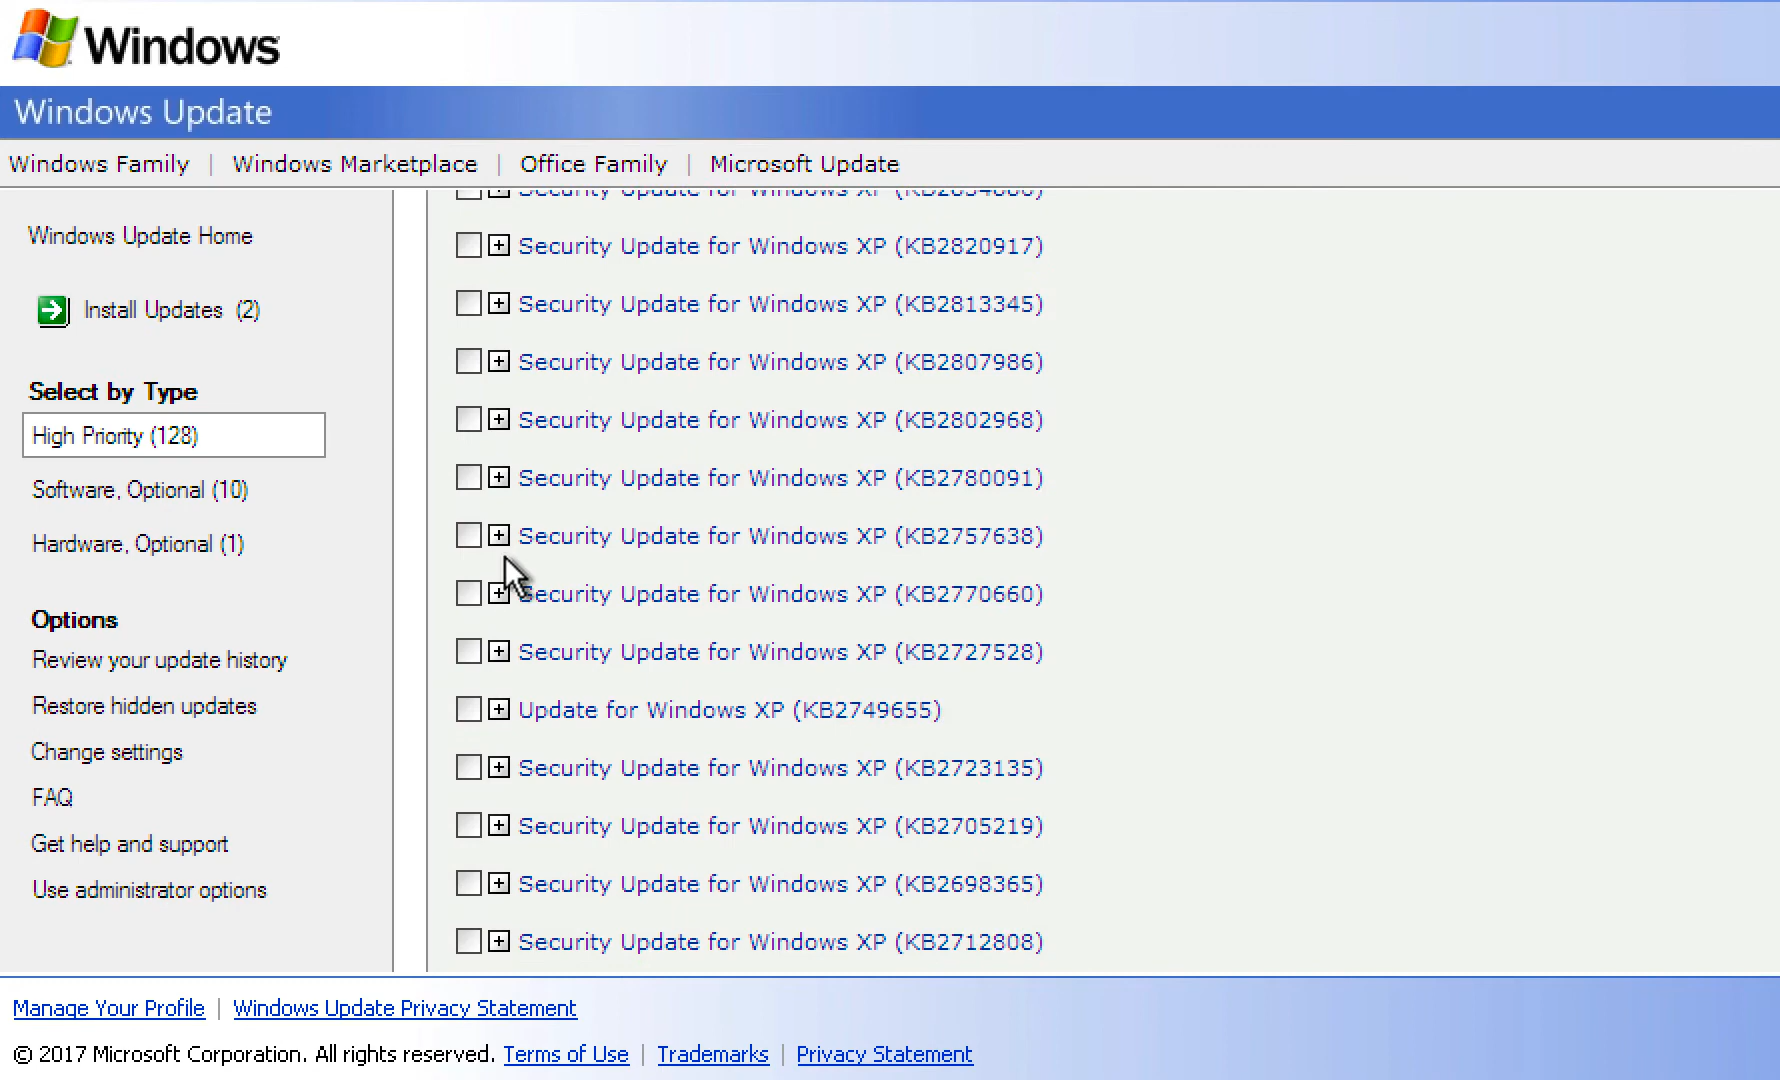 Windows
Windows Update
Windows Family | Windows Marketplace | Office Family | Microsoft Update
Windows Update Home
Install Updates (2)
Select by Type
High Priority (128)
Software, Optional (10)
Hardware, Optional (1)
Options
Review your update history
Restore hidden updates
Change settings
FAQ
Get help and support
Use administrator options
Security Update for Windows XP
Security Update for Windows XP (KB2820917)
Security Update for Windows XP (KB2813345)
Security Update for Windows XP (KB2807986)
Security Update for Windows XP (KB2802968)
Security Update for Windows XP (KB2780091)
Security Update for Windows XP (KB2757638)
Security Update for Windows XP (KB2770660)
Security Update for Windows XP (KB2727528)
Update for Windows XP (KB2749655)
Security Update for Windows XP (KB2723135)
Security Update for Windows XP (KB2705219)
Security Update for Windows XP (KB2698365)
Security Update for Windows XP (KB2712808)
Manage Your Profile | Windows Update Privacy Statement
© 2017 Microsoft Corporation. All rights reserved. Terms of Use | Trademarks | Privacy Statement